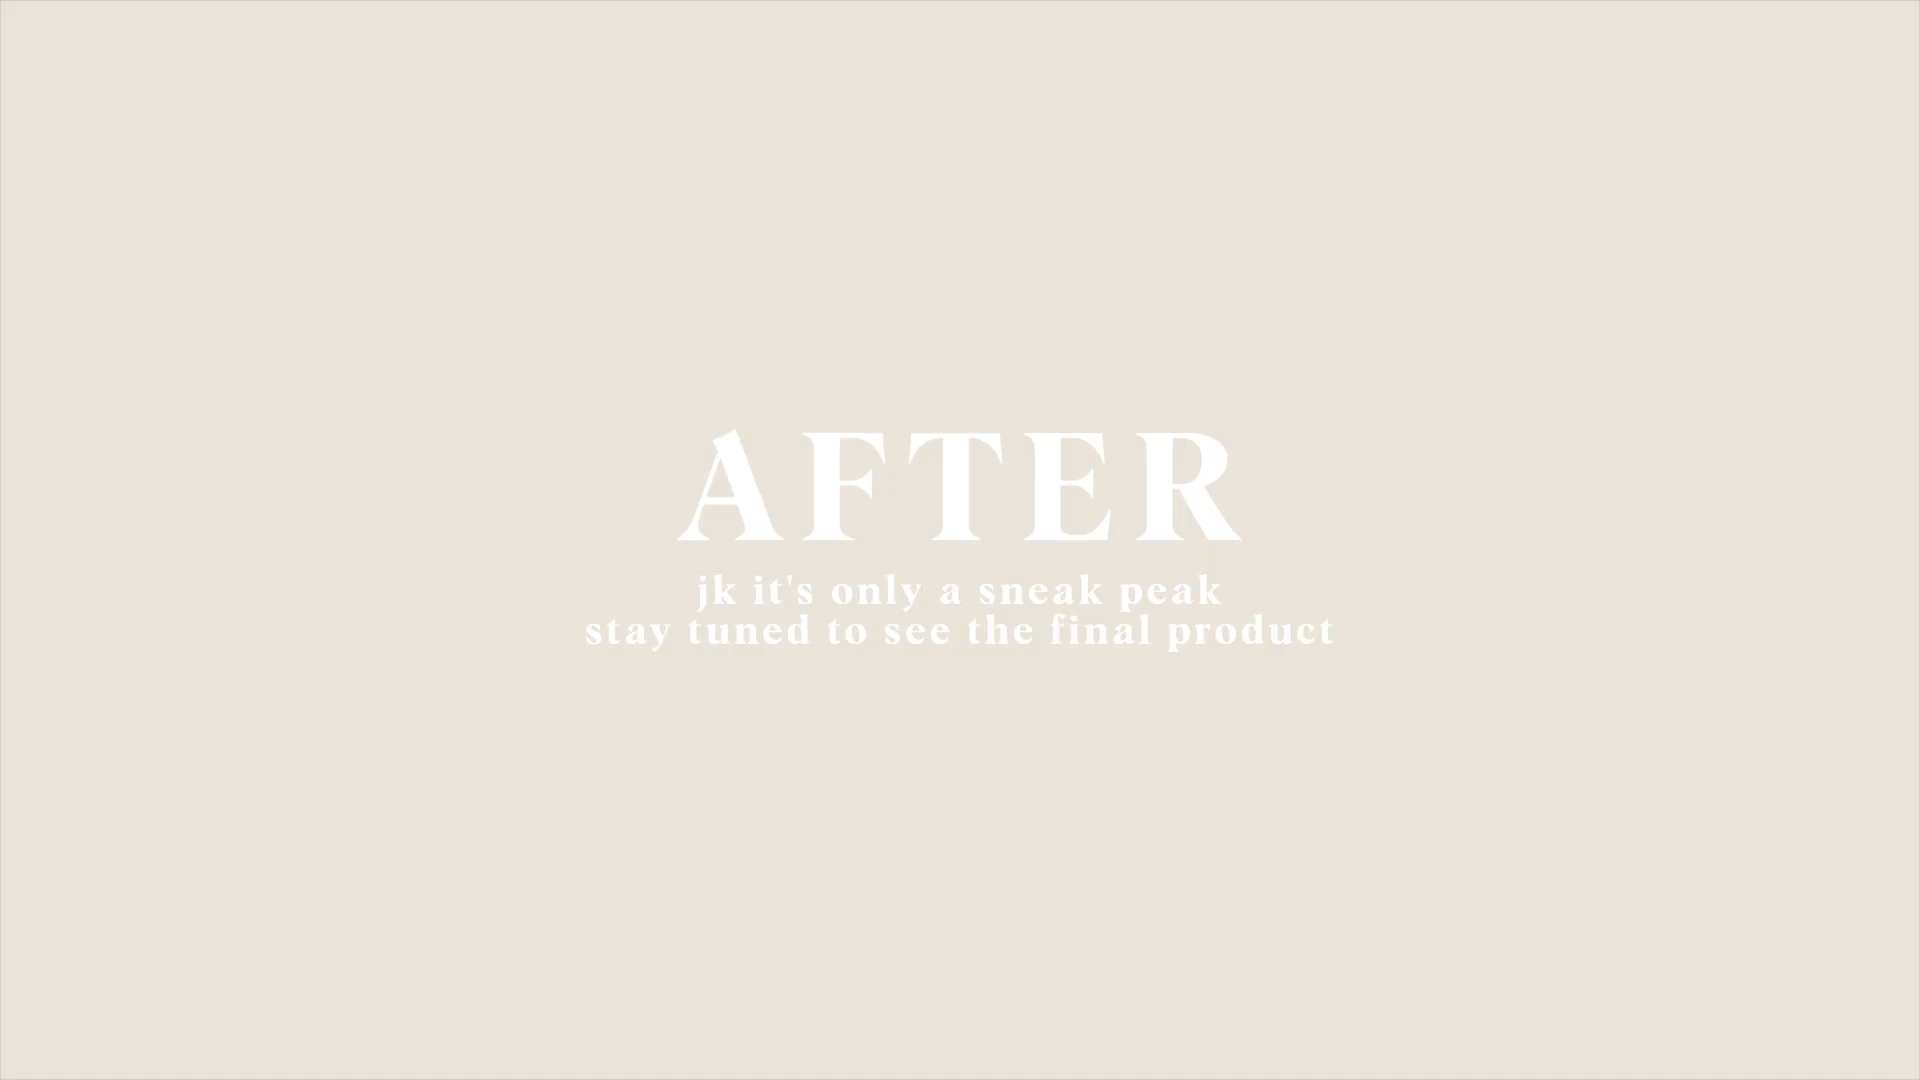 AFTER
jk it's only a sneak peak
stay tuned to see the final product